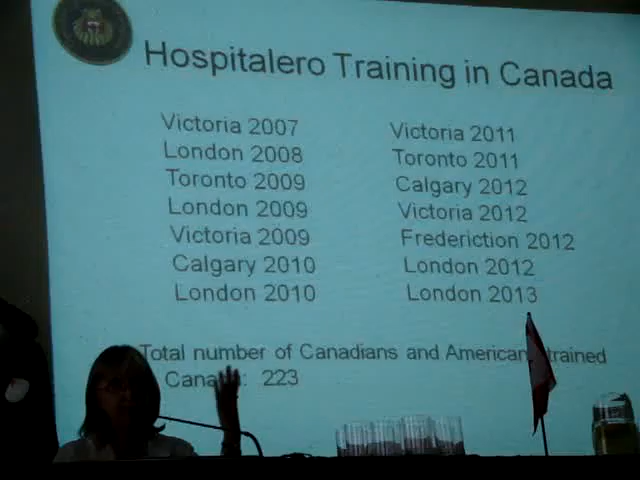 Hospitalero Training in Canada
Victoria 2007
London 2008
Toronto 2009
London 2009
Victoria 2009
Calgary 2010
London 2010
Victoria 2011
Toronto 2011
Calgary 2012
Victoria 2012
Frederiction 2012
London 2012
London 2013
Total number of Canadians and American trained
223